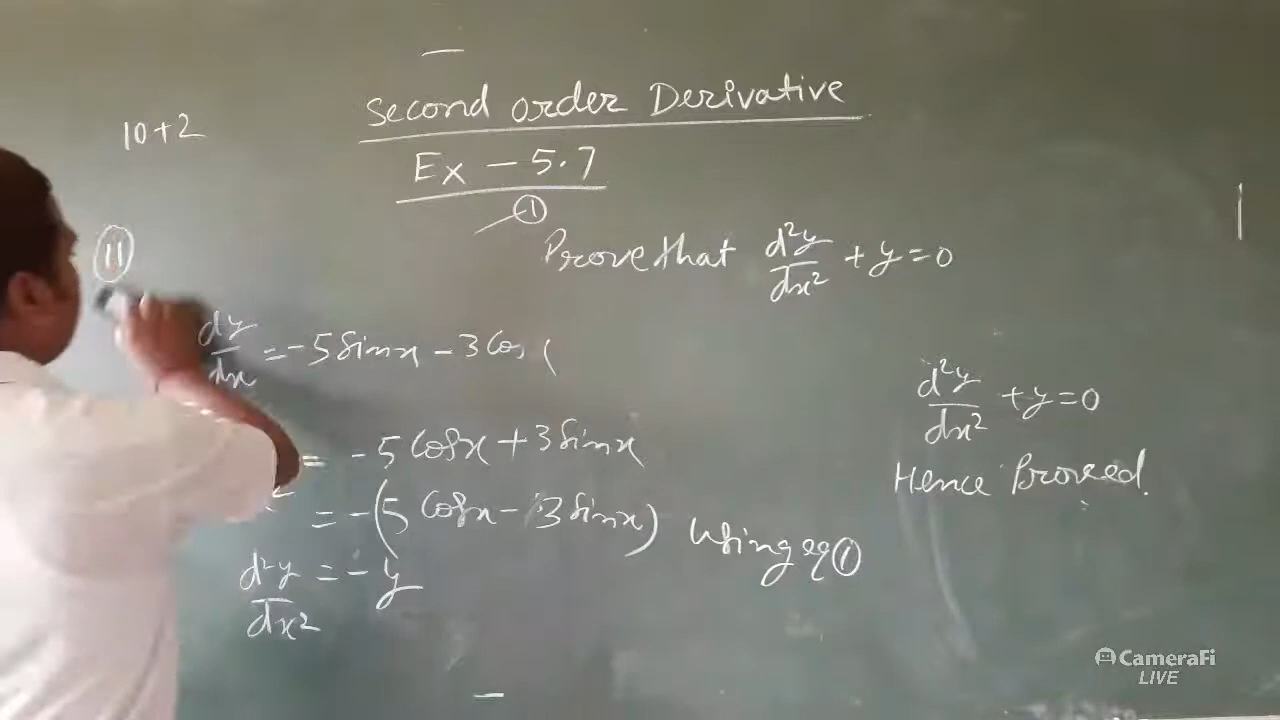 Second Order Derivative
10+2
Ex – 5.7
①
⑪
Prove that d²y/dx² + y = 0
dy/dx = -5 Sinx - 3 Cos (
= -5 Cosx + 3 Sinx
d²y/dx² + y = 0
Hence Proved.
= -(5 Cosx - 3 Sinx) Using eq ①
d²y/dx² = -y
CameraFi
LIVE